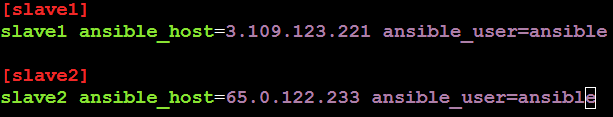 [slave1]
slave1 ansible_host=3.109.123.221 ansible_user=ansible
[slave2]
slave2 ansible_host=65.0.122.233 ansible_user=ansible